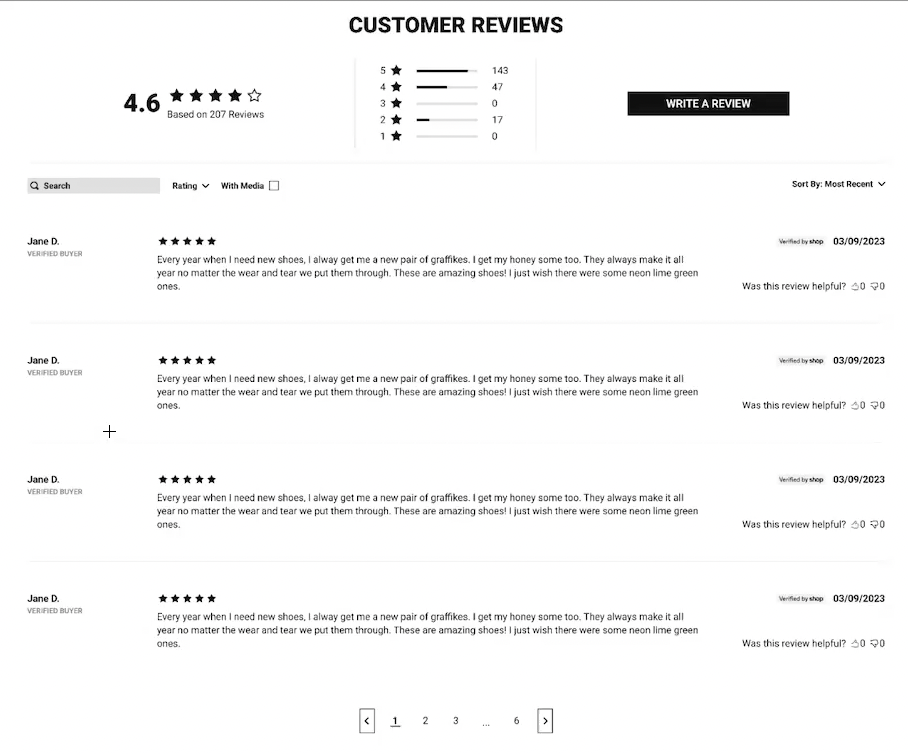 CUSTOMER REVIEWS
4.6
Based on 207 Reviews
5 143
4 47
3 0
2 17
1 0
WRITE A REVIEW
Search
Rating
With Media
Sort By: Most Recent
Jane D.
VERIFIED BUYER
Every year when I need new shoes, I alway get me a new pair of graffikes. I get my honey some too. They always make it all
year no matter the wear and tear we put them through. These are amazing shoes! I just wish there were some neon lime green
ones.
Verified by shop 03/09/2023
Was this review helpful? 0 0
Jane D.
VERIFIED BUYER
Every year when I need new shoes, I alway get me a new pair of graffikes. I get my honey some too. They always make it all
year no matter the wear and tear we put them through. These are amazing shoes! I just wish there were some neon lime green
ones.
Verified by shop 03/09/2023
Was this review helpful? 0 0
Jane D.
VERIFIED BUYER
Every year when I need new shoes, I alway get me a new pair of graffikes. I get my honey some too. They always make it all
year no matter the wear and tear we put them through. These are amazing shoes! I just wish there were some neon lime green
ones.
Verified by shop 03/09/2023
Was this review helpful? 0 0
Jane D.
VERIFIED BUYER
Every year when I need new shoes, I alway get me a new pair of graffikes. I get my honey some too. They always make it all
year no matter the wear and tear we put them through. These are amazing shoes! I just wish there were some neon lime green
ones.
Verified by shop 03/09/2023
Was this review helpful? 0 0
< 1 2 3 ... 6 >